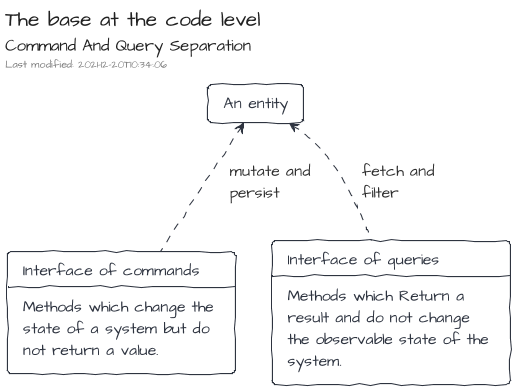 The base at the code level
Command And Query Separation
Last modified: 2021-12-20T10:34:06
An entity
mutate and
persist
fetch and
filter
Interface of commands
Methods which change the
state of a system but do
not return a value.
Interface of queries
Methods which Return a
result and do not change
the observable state of the
system.